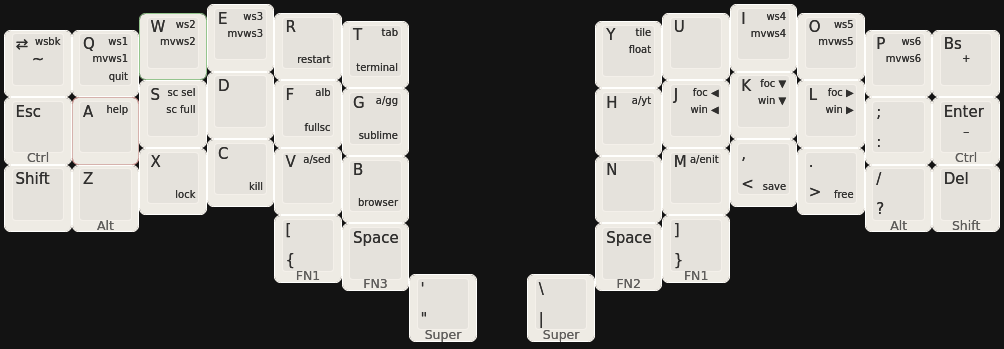 ⇄ wsbk
~
Q ws1
mvws1
quit
W ws2
mvws2
E ws3
mvws3
R
restart
T tab
terminal
Y tile
float
U
I ws4
mvws4
O ws5
mvws5
P ws6
mvws6
Bs
+
Esc
Ctrl
A help
S sc sel
sc full
D
F alb
fullsc
G a/gg
sublime
H a/yt
J foc ◀
win ◀
K foc ▼
win ▼
L foc ▶
win ▶
;
:
Enter
–
Ctrl
Shift
Z
Alt
X
lock
C
kill
V a/sed
B
browser
N
M a/enit
,
< save
.
> free
/
?
Alt
Del
Shift
[
{
FN1
Space
FN3
'
"
Super
\
|
Super
Space
FN2
]
}
FN1